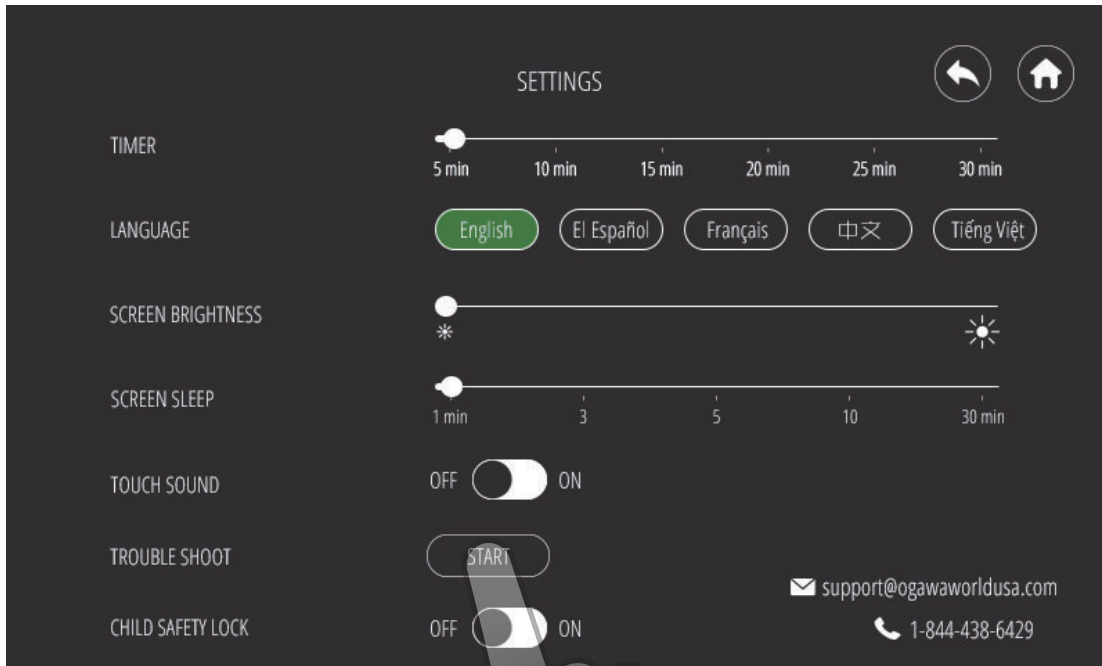 SETTINGS
TIMER
5 min 10 min 15 min 20 min 25 min 30 min
LANGUAGE English El Español Français 中文 Tiếng Việt
SCREEN BRIGHTNESS
SCREEN SLEEP
1 min 3 5 10 30 min
TOUCH SOUND OFF ON
TROUBLE SHOOT START
support@ogawaworldusa.com
CHILD SAFETY LOCK OFF ON 1-844-438-6429